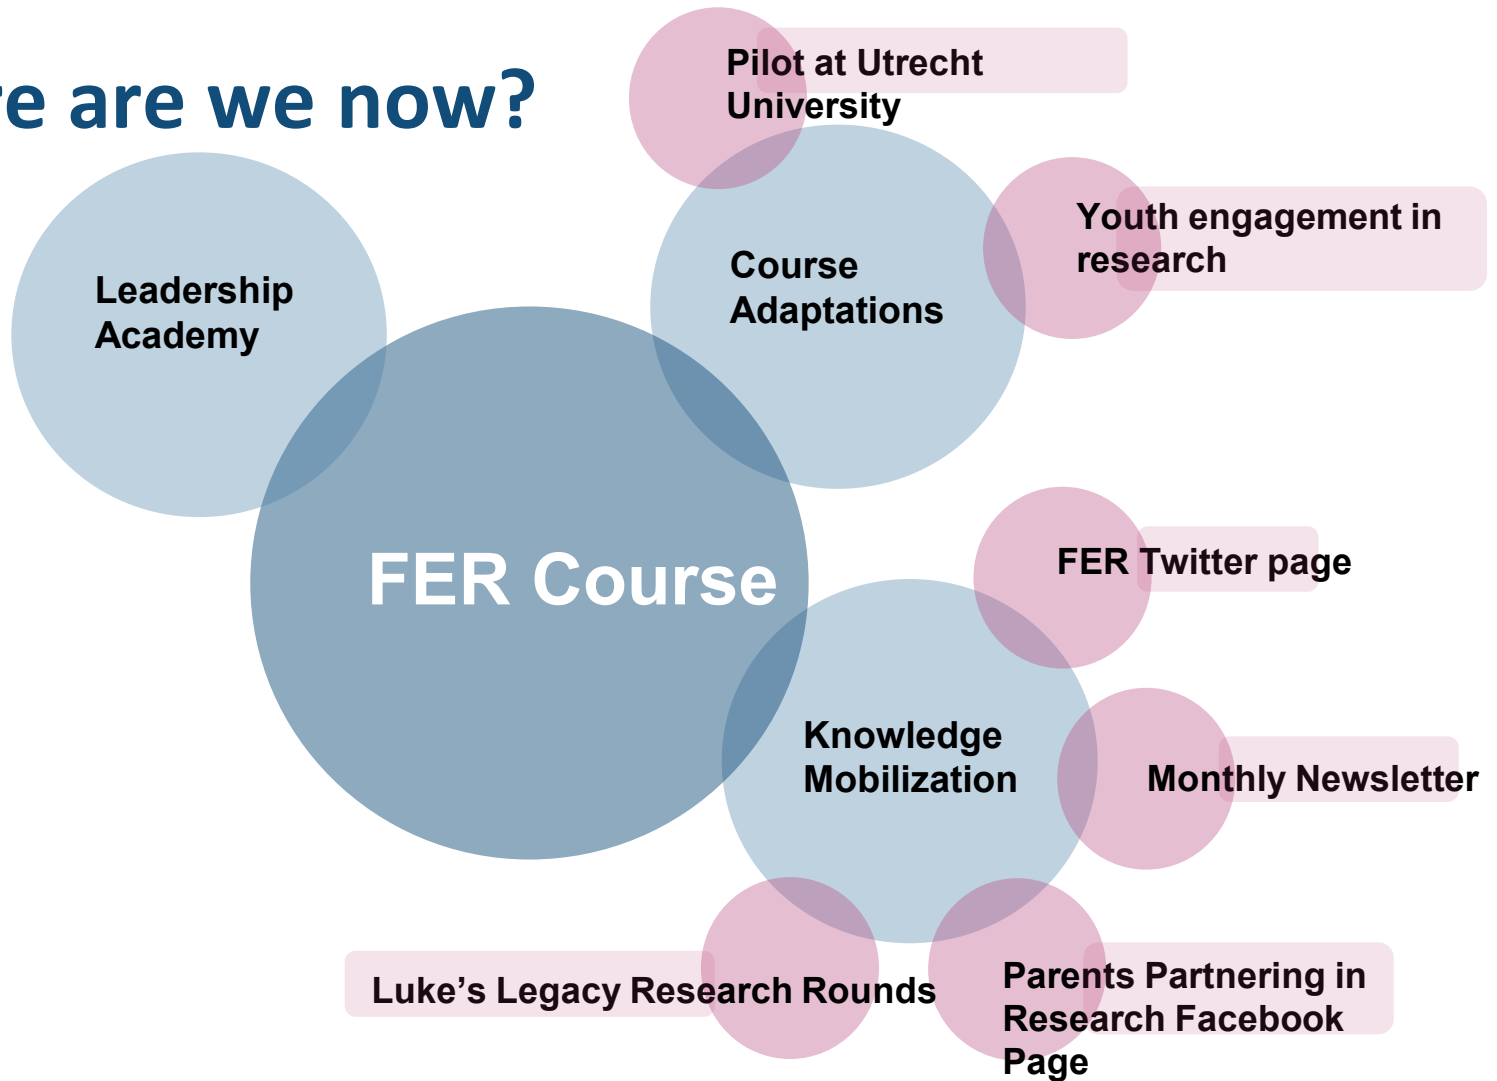 re are we now?
Pilot at Utrecht
University
Youth engagement in
research
Course
Adaptations
Leadership
Academy
FER Course
FER Twitter page
Knowledge
Mobilization
Monthly Newsletter
Luke’s Legacy Research Rounds
Parents Partnering in
Research Facebook
Page